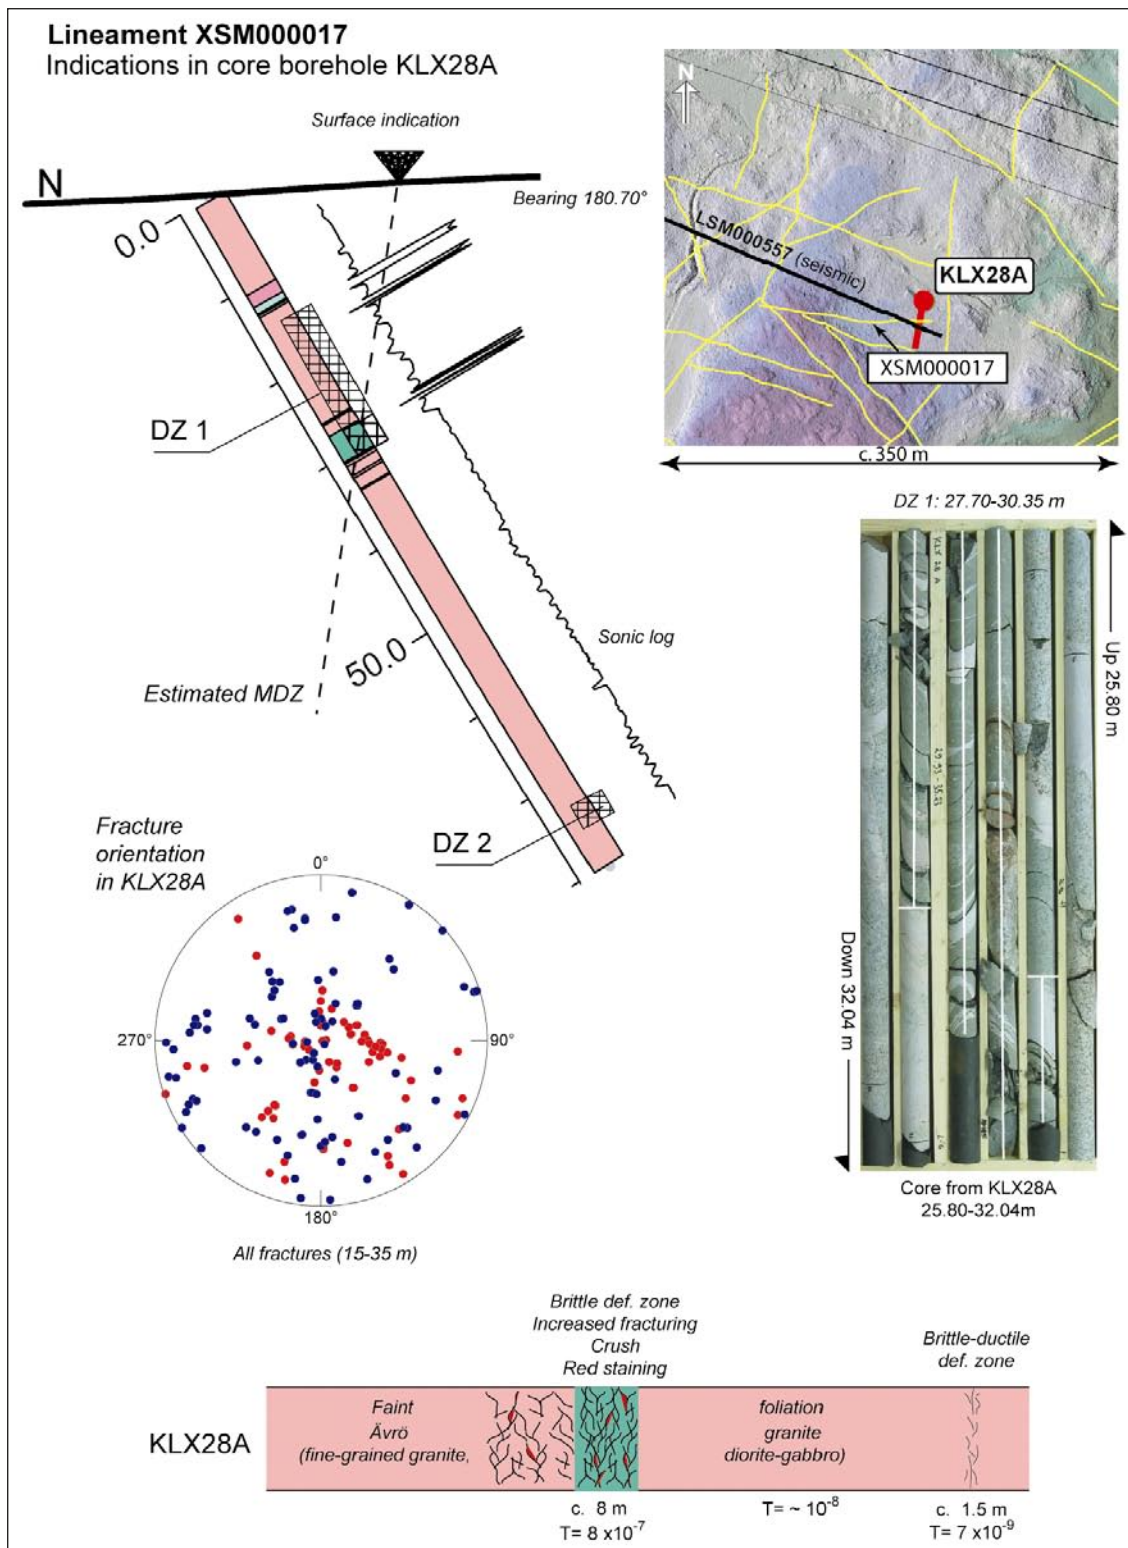 Lineament XSM000017
Indications in core borehole KLX28A
Surface indication
N
Bearing 180.70°
0.0
DZ 1
50.0
Sonic log
Estimated MDZ
DZ 2
N
LSM000557 (seismic)
KLX28A
XSM000017
c. 350 m
DZ 1: 27.70-30.35 m
KLX 28 A
Up 25.80 m
Down 32.04 m
Core from KLX28A
25.80-32.04m
Fracture
orientation
in KLX28A
0°
270°
90°
180°
All fractures (15-35 m)
Brittle def. zone
Increased fracturing
Crush
Red staining
Brittle-ductile
def. zone
KLX28A
Faint
Ävrö
(fine-grained granite,
foliation
granite
diorite-gabbro)
c. 8 m
T= 8 x10-7
T= ~ 10-8
c. 1.5 m
T= 7 x10-9